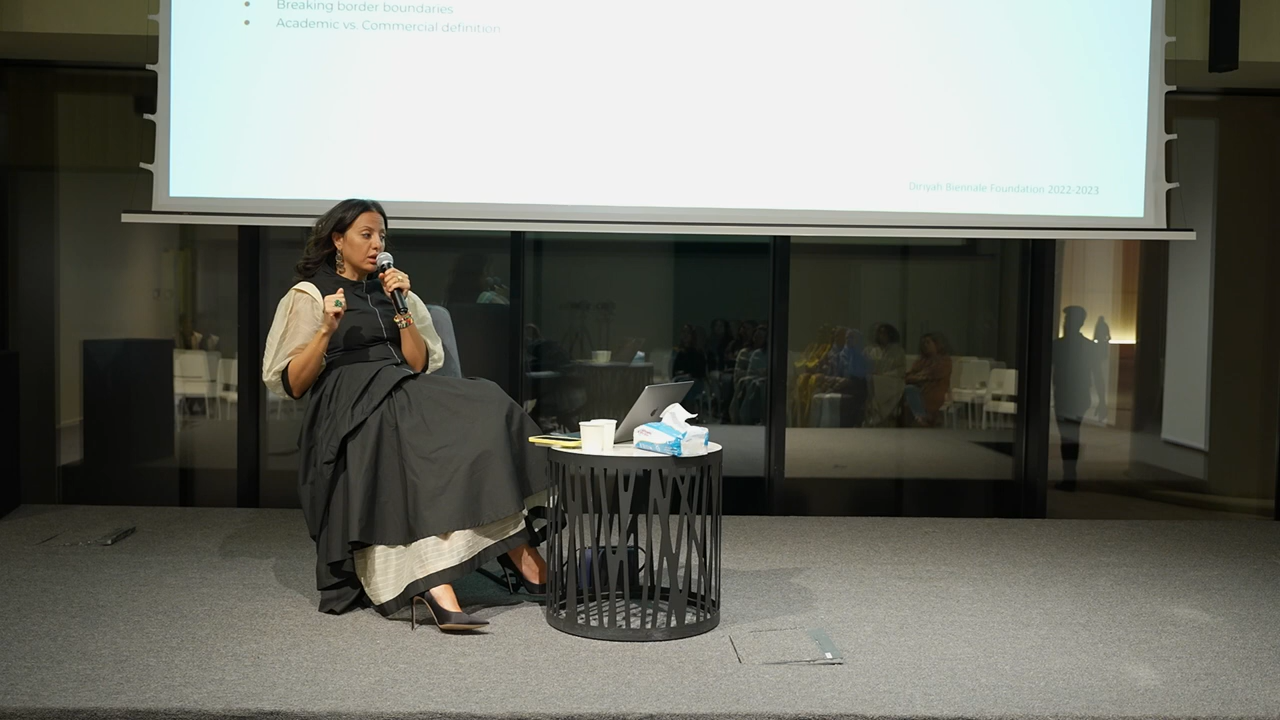 Breaking border boundaries
Academic vs. Commercial definition
Diriyah Biennale Foundation 2022-2023